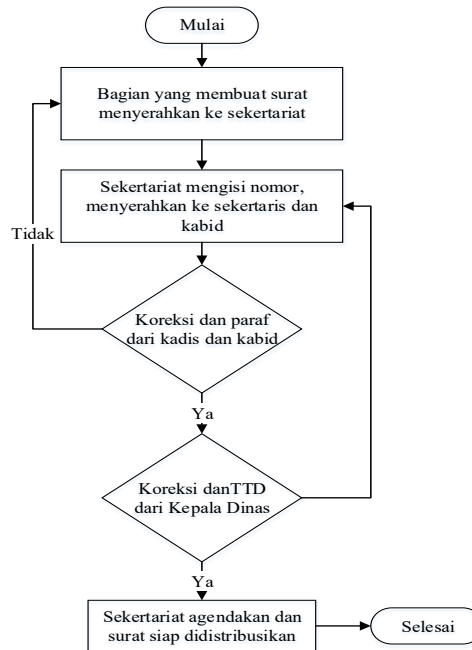 Mulai
Bagian yang membuat surat
menyerahkan ke sekertariat
Sekertariat mengisi nomor,
menyerahkan ke sekertaris dan
kabid
Tidak
Koreksi dan paraf
dari kadis dan kabid
Ya
Koreksi danTTD
dari Kepala Dinas
Ya
Sekertariat agendakan dan
surat siap didistribusikan
Selesai